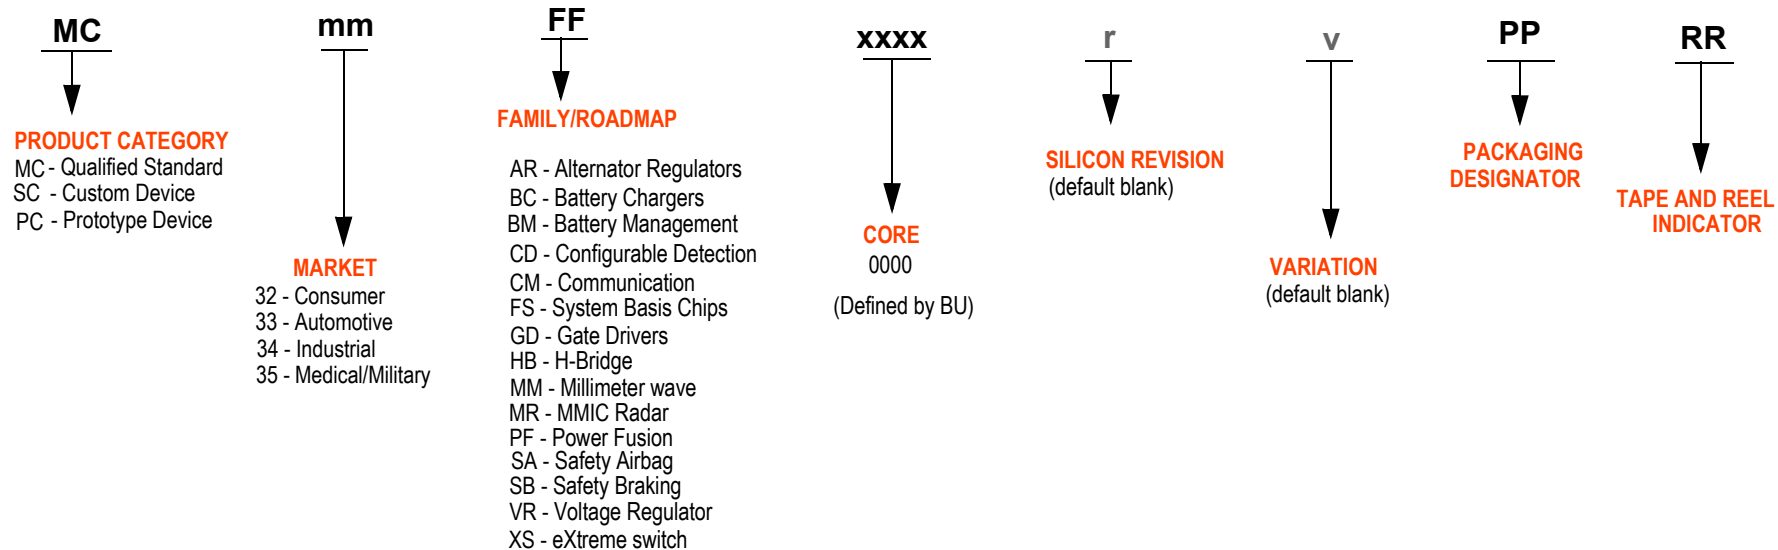 MC
mm
FF
xxxx
r
v
PP
RR
PRODUCT CATEGORY
MC - Qualified Standard
SC - Custom Device
PC - Prototype Device
MARKET
32 - Consumer
33 - Automotive
34 - Industrial
35 - Medical/Military
FAMILY/ROADMAP
AR - Alternator Regulators
BC - Battery Chargers
BM - Battery Management
CD - Configurable Detection
CM - Communication
FS - System Basis Chips
GD - Gate Drivers
HB - H-Bridge
MM - Millimeter wave
MR - MMIC Radar
PF - Power Fusion
SA - Safety Airbag
SB - Safety Braking
VR - Voltage Regulator
XS - eXtreme switch
CORE
0000
(Defined by BU)
SILICON REVISION
(default blank)
VARIATION
(default blank)
PACKAGING
DESIGNATOR
TAPE AND REEL
INDICATOR